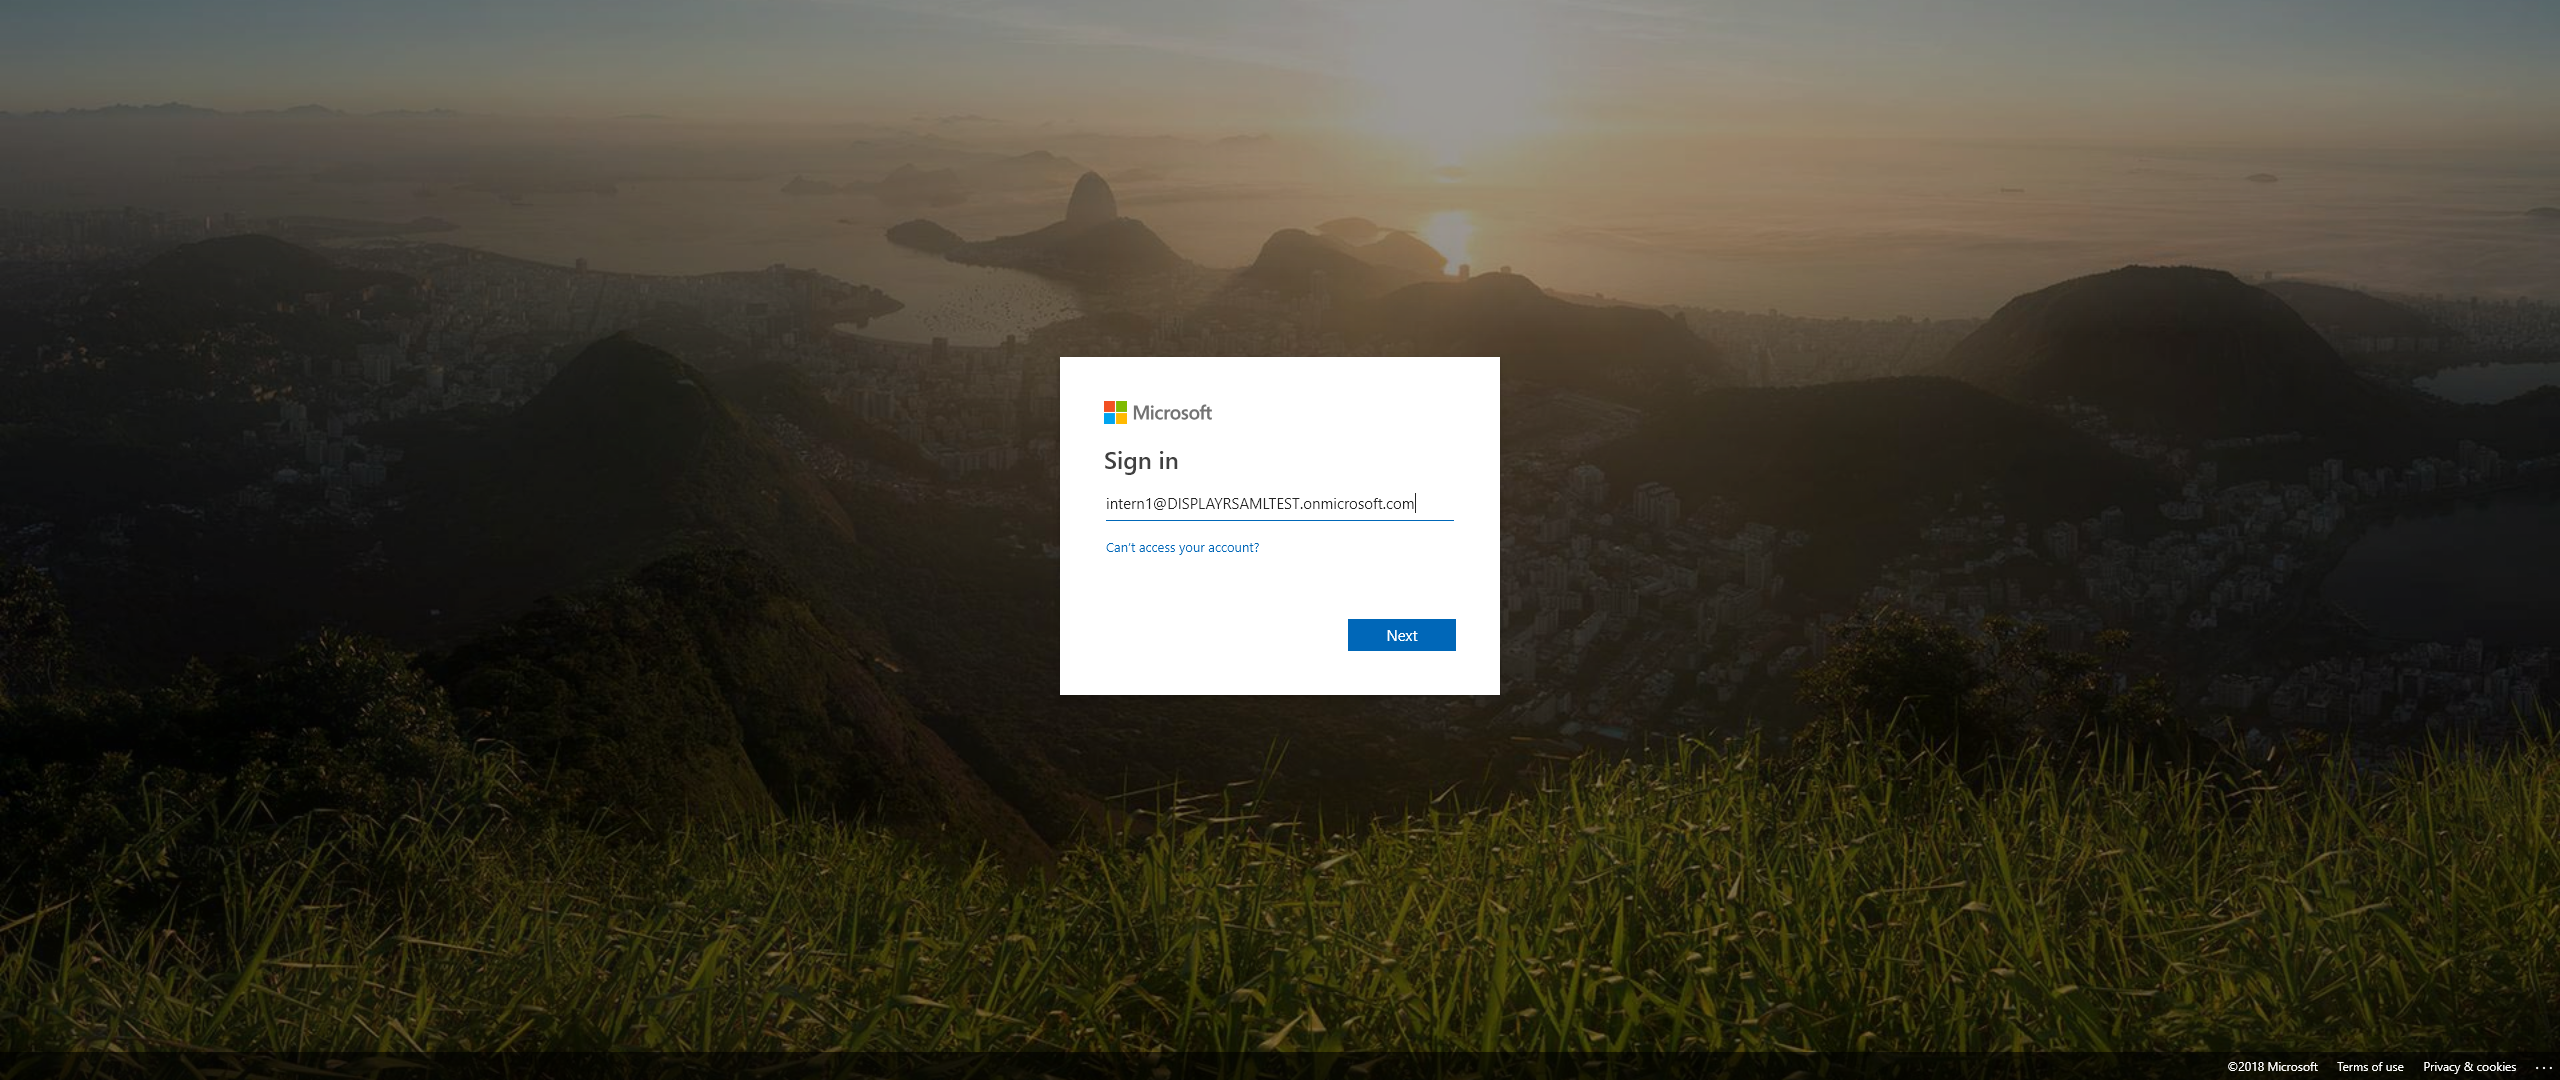 Microsoft
Sign in
intern1@DISPLAYRSAMLTEST.onmicrosoft.com
Can't access your account?
Next
©2018 Microsoft Terms of use Privacy & cookies ...